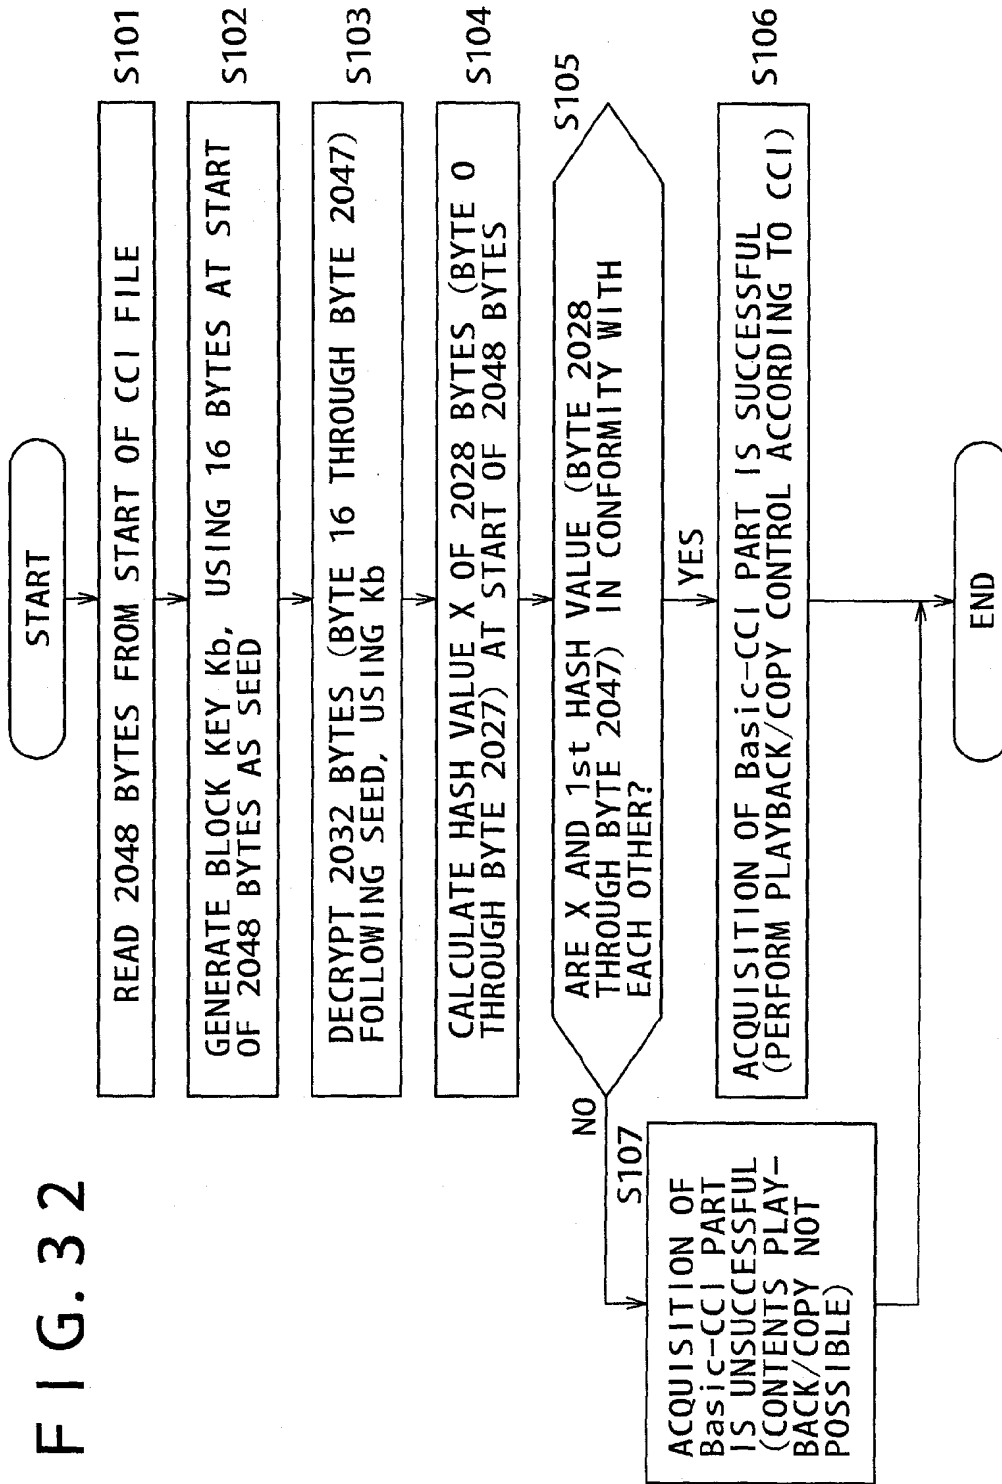 FIG.32
START
READ 2048 BYTES FROM START OF CCI FILE
S101
GENERATE BLOCK KEY Kb, USING 16 BYTES AT START
OF 2048 BYTES AS SEED
S102
DECRYPT 2032 BYTES (BYTE 16 THROUGH BYTE 2047)
FOLLOWING SEED, USING Kb
S103
CALCULATE HASH VALUE X OF 2028 BYTES (BYTE 0
THROUGH BYTE 2027) AT START OF 2048 BYTES
S104
ARE X AND 1st HASH VALUE (BYTE 2028
THROUGH BYTE 2047) IN CONFORMITY WITH
EACH OTHER?
S105
NO
YES
S107
ACQUISITION OF
Basic-CCI PART
IS UNSUCCESSFUL
(CONTENTS PLAY-
BACK/COPY NOT
POSSIBLE)
ACQUISITION OF Basic-CCI PART IS SUCCESSFUL
(PERFORM PLAYBACK/COPY CONTROL ACCORDING TO CCI)
S106
END